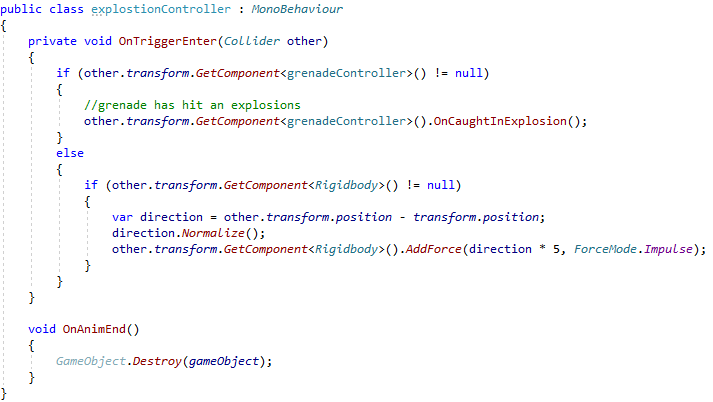 public class explostionController : MonoBehaviour
{
    private void OnTriggerEnter(Collider other)
    {
        if (other.transform.GetComponent<grenadeController>() != null)
        {
            //grenade has hit an explosions
            other.transform.GetComponent<grenadeController>().OnCaughtInExplosion();
        }
        else
        {
            if (other.transform.GetComponent<Rigidbody>() != null)
            {
                var direction = other.transform.position - transform.position;
                direction.Normalize();
                other.transform.GetComponent<Rigidbody>().AddForce(direction * 5, ForceMode.Impulse);
            }
        }
    }

    void OnAnimEnd()
    {
        GameObject.Destroy(gameObject);
    }
}